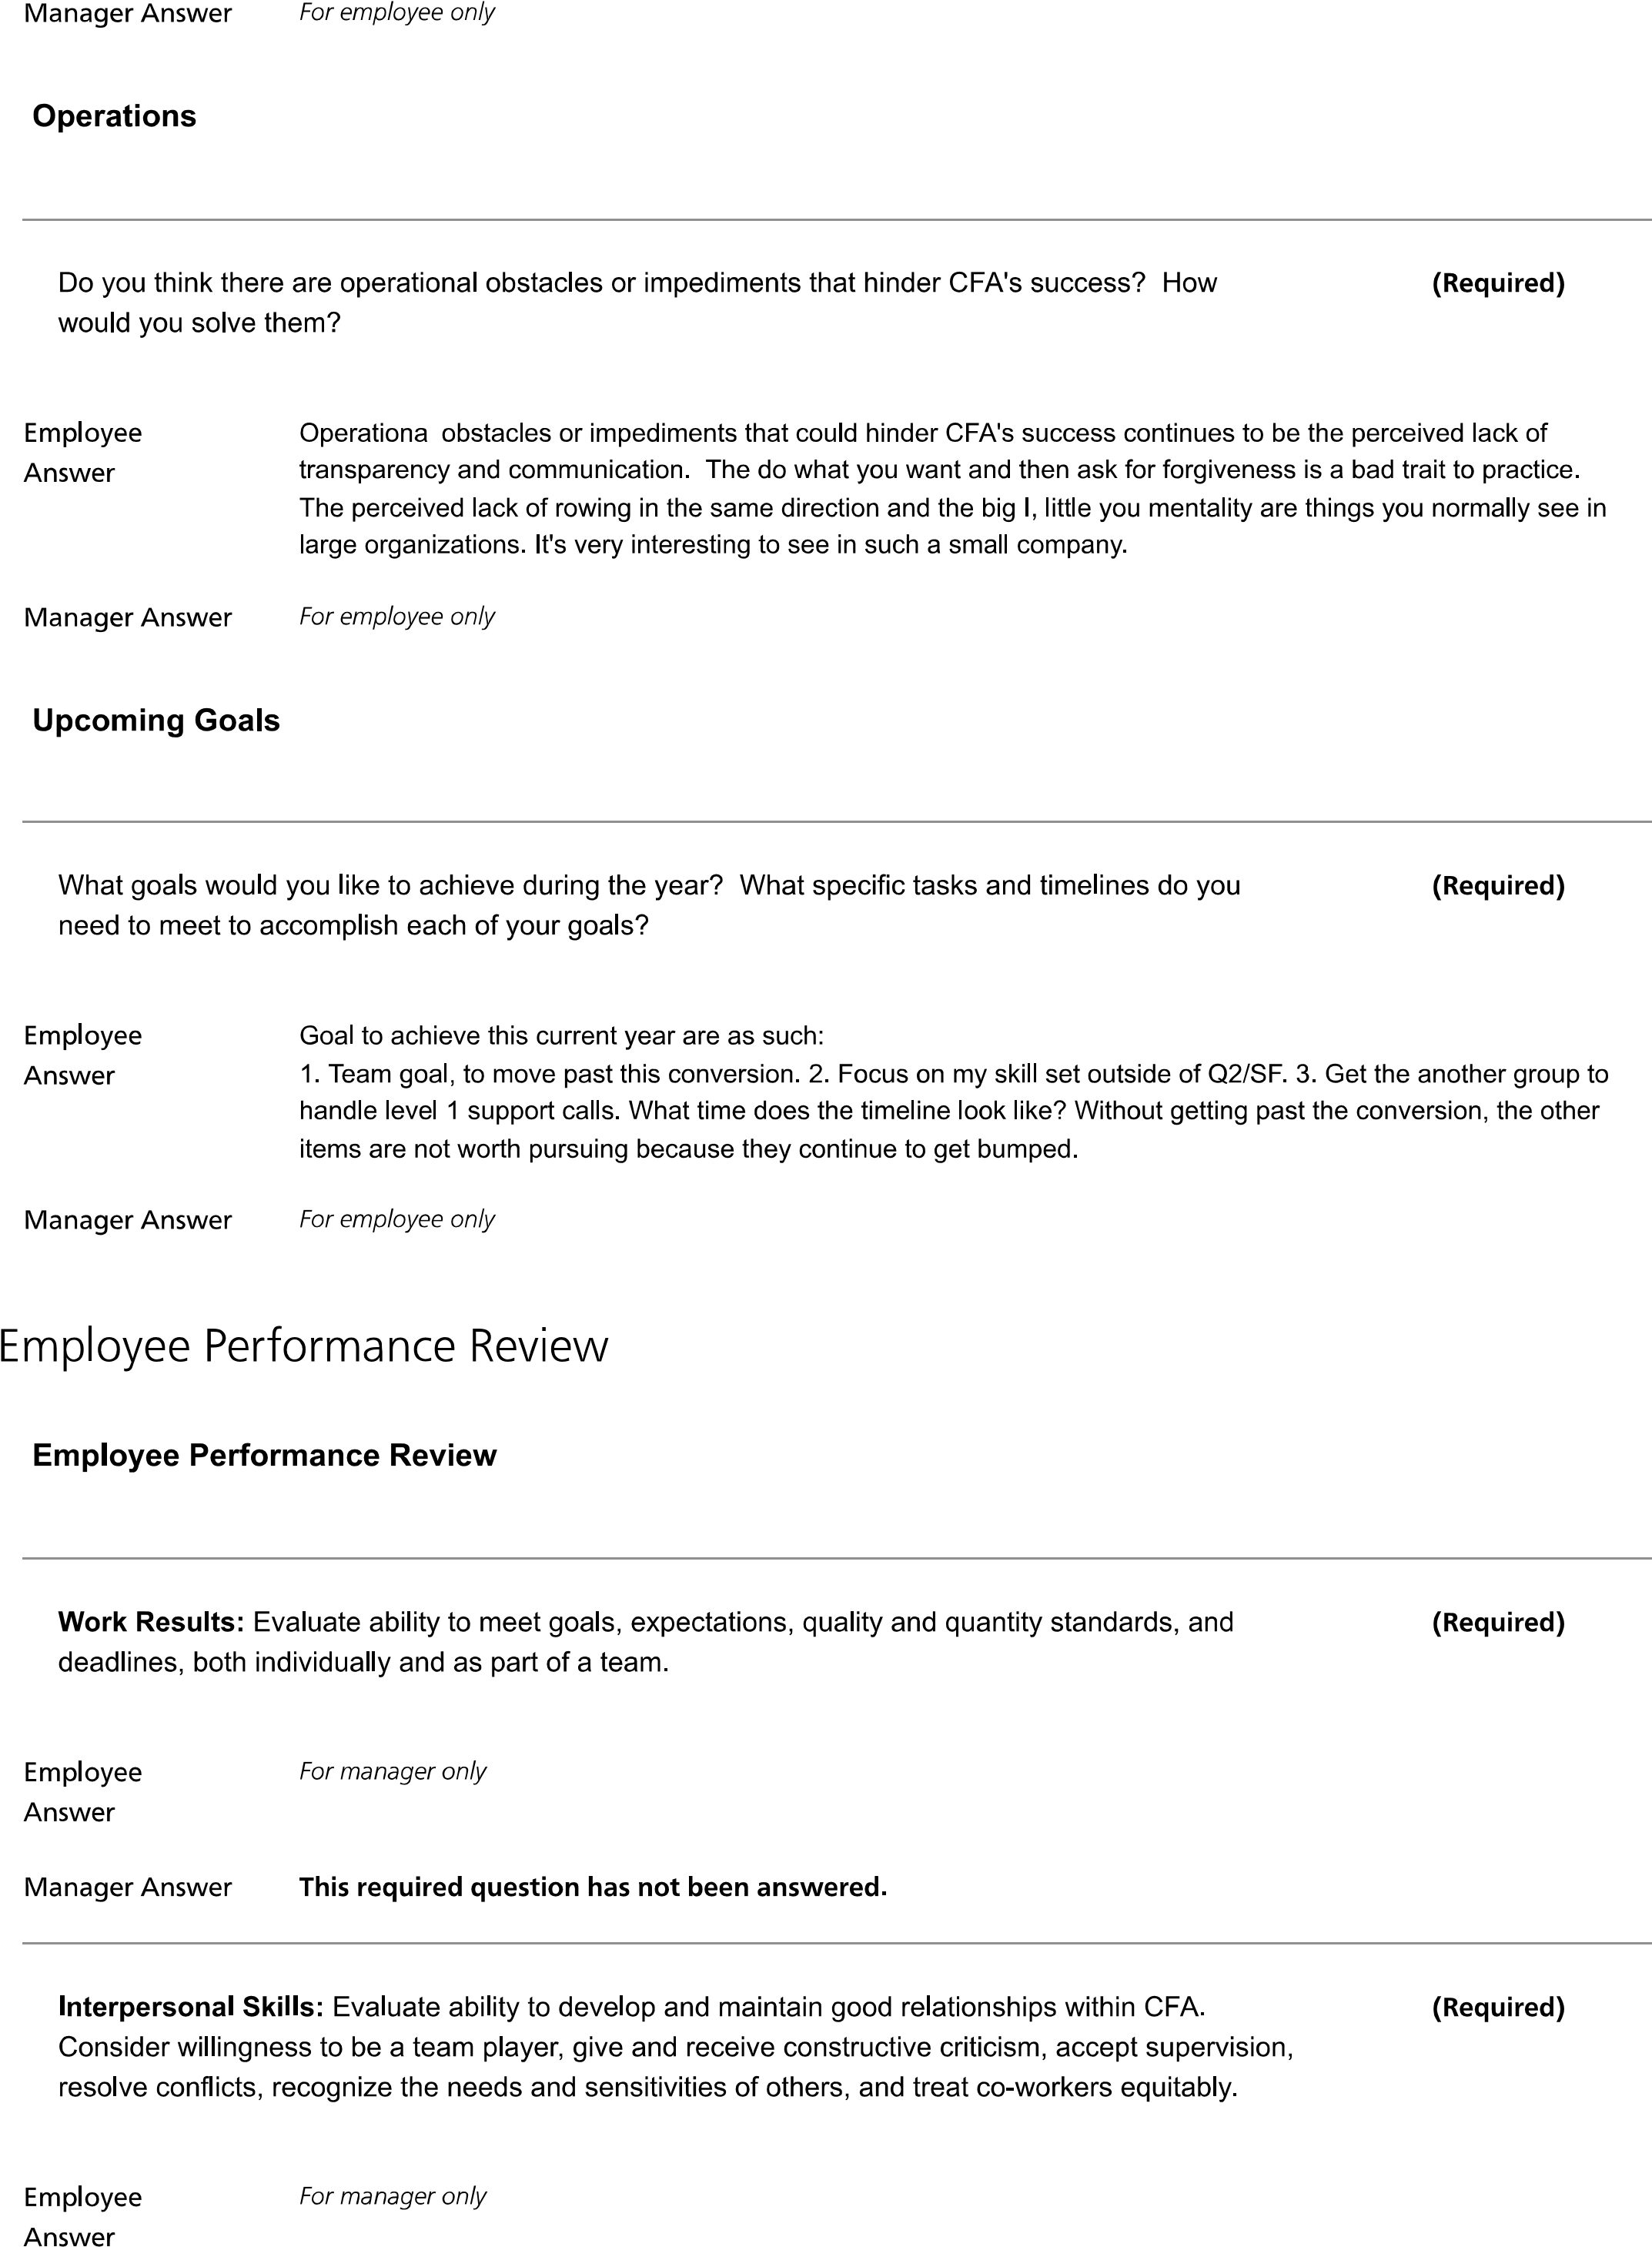 Manager Answer For employee only
Operations
Do you think there are operational obstacles or impediments that hinder CFA's success?  How (Required)
would you solve them?
Employee Operationa  obstacles or impediments that could hinder CFA's success continues to be the perceived lack of
Answer transparency and communication.  The do what you want and then ask for forgiveness is a bad trait to practice.
The perceived lack of rowing in the same direction and the big I, little you mentality are things you normally see in
large organizations. It's very interesting to see in such a small company.
Manager Answer For employee only
Upcoming Goals
What goals would you like to achieve during the year?  What specific tasks and timelines do you (Required)
need to meet to accomplish each of your goals?
Employee Goal to achieve this current year are as such:
Answer 1. Team goal, to move past this conversion. 2. Focus on my skill set outside of Q2/SF. 3. Get the another group to
handle level 1 support calls. What time does the timeline look like? Without getting past the conversion, the other
items are not worth pursuing because they continue to get bumped.
Manager Answer For employee only
Employee Performance Review
Employee Performance Review
Work Results: Evaluate ability to meet goals, expectations, quality and quantity standards, and (Required)
deadlines, both individually and as part of a team.
Employee For manager only
Answer
Manager Answer This required question has not been answered.
Interpersonal Skills: Evaluate ability to develop and maintain good relationships within CFA. (Required)
Consider willingness to be a team player, give and receive constructive criticism, accept supervision,
resolve conflicts, recognize the needs and sensitivities of others, and treat co-workers equitably.
Employee For manager only
Answer